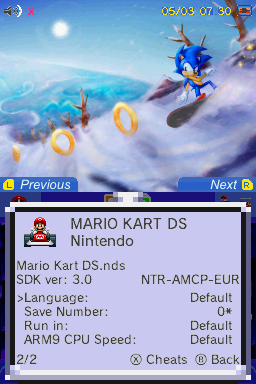 X 05/03 07:30
L Previous Next R
MARIO KART DS
Nintendo
Mario Kart DS.nds
SDK ver: 3.0 NTR-AMCP-EUR
>Language: Default
Save Number: 0*
Run in: Default
ARM9 CPU Speed: Default
2/2 X Cheats B Back